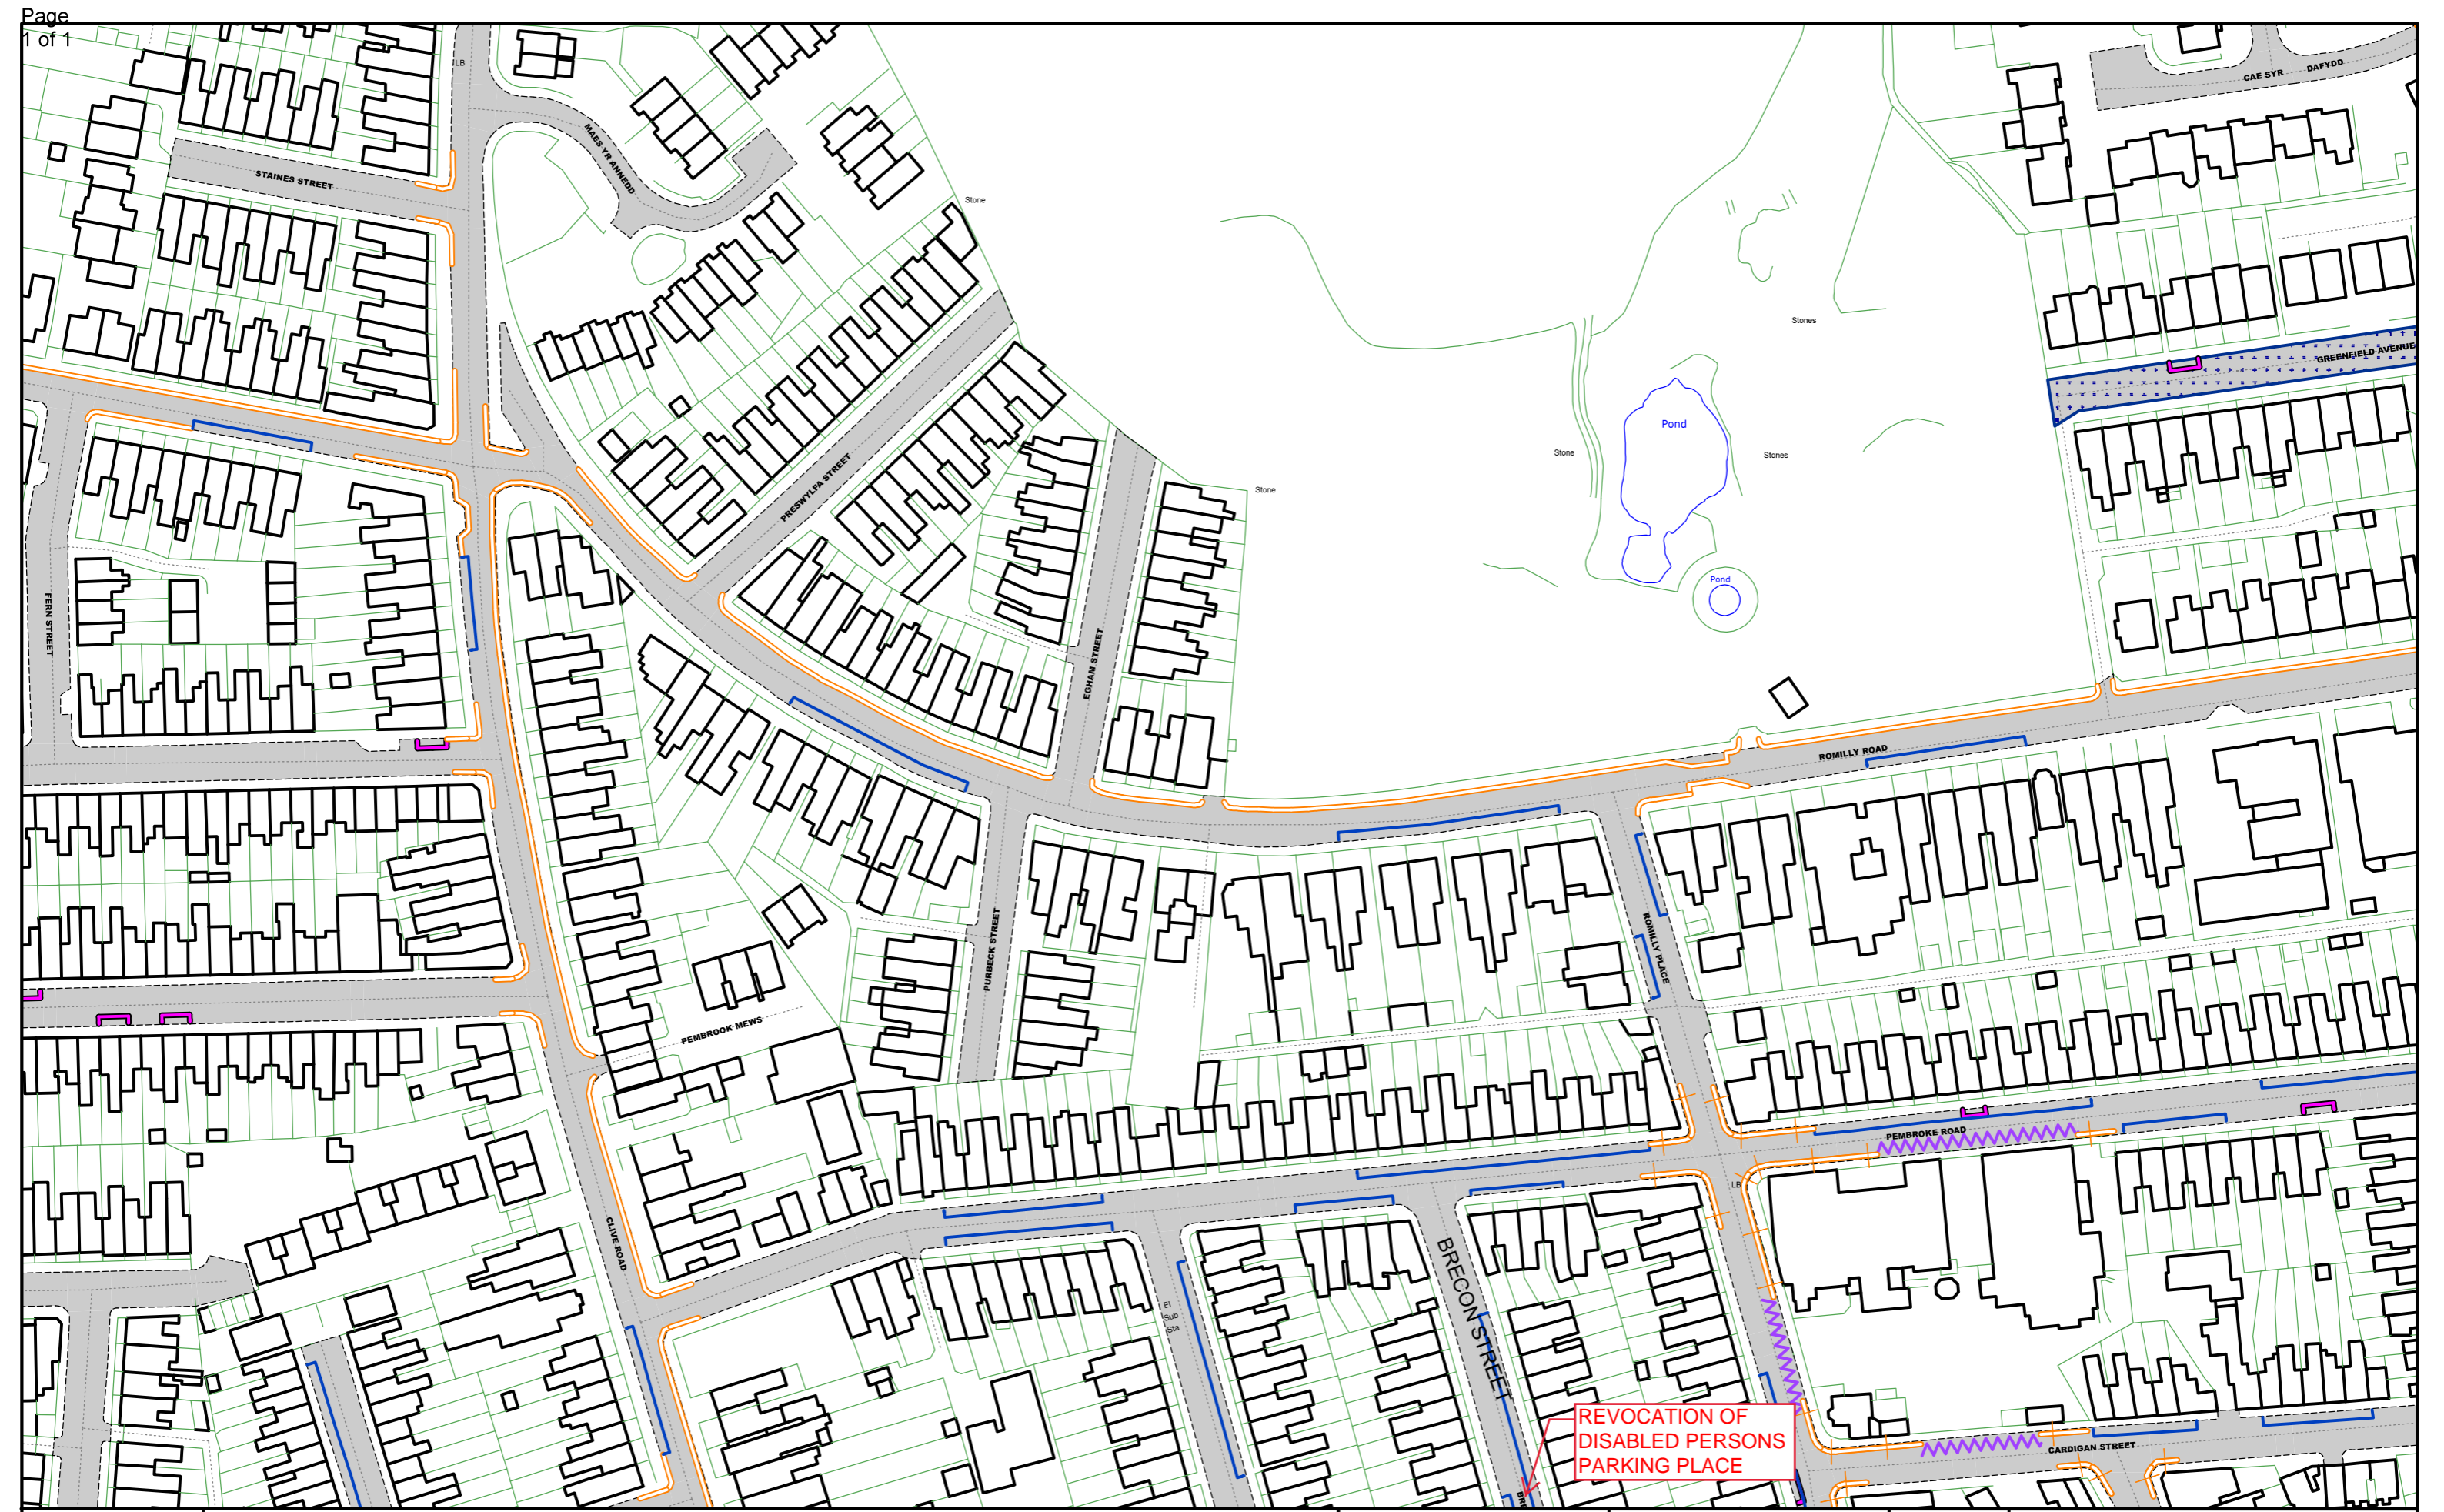 Page
1 of 1
LB
CAE SYR DAFYDD
MAES YR ANNEDD
STAINES STREET
Stone
Stones
GREENFIELD AVENUE
Pond
Stone
Stones
PRESWYLFA STREET
Stone
Pond
FERN STREET
EGHAM STREET
ROMILLY ROAD
PURBECK STREET
ROMILLY PLACE
PEMBROOK MEWS
PEMBROKE ROAD
LB
CLIVE ROAD
BRECON STREET
El
Sub
Sta
REVOCATION OF
DISABLED PERSONS
PARKING PLACE
CARDIGAN STREET